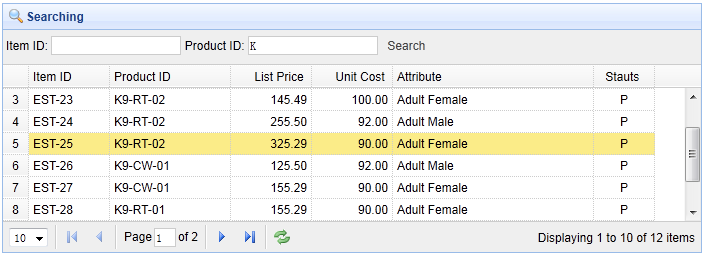 Searching
Item ID: Product ID: K Search
Item ID Product ID List Price Unit Cost Attribute Stauts
3 EST-23 K9-RT-02 145.49 100.00 Adult Female P
4 EST-24 K9-RT-02 255.50 92.00 Adult Male P
5 EST-25 K9-RT-02 325.29 90.00 Adult Female P
6 EST-26 K9-CW-01 125.50 92.00 Adult Male P
7 EST-27 K9-CW-01 155.29 90.00 Adult Female P
8 EST-28 K9-RT-01 155.29 90.00 Adult Female P
10 Page 1 of 2 Displaying 1 to 10 of 12 items